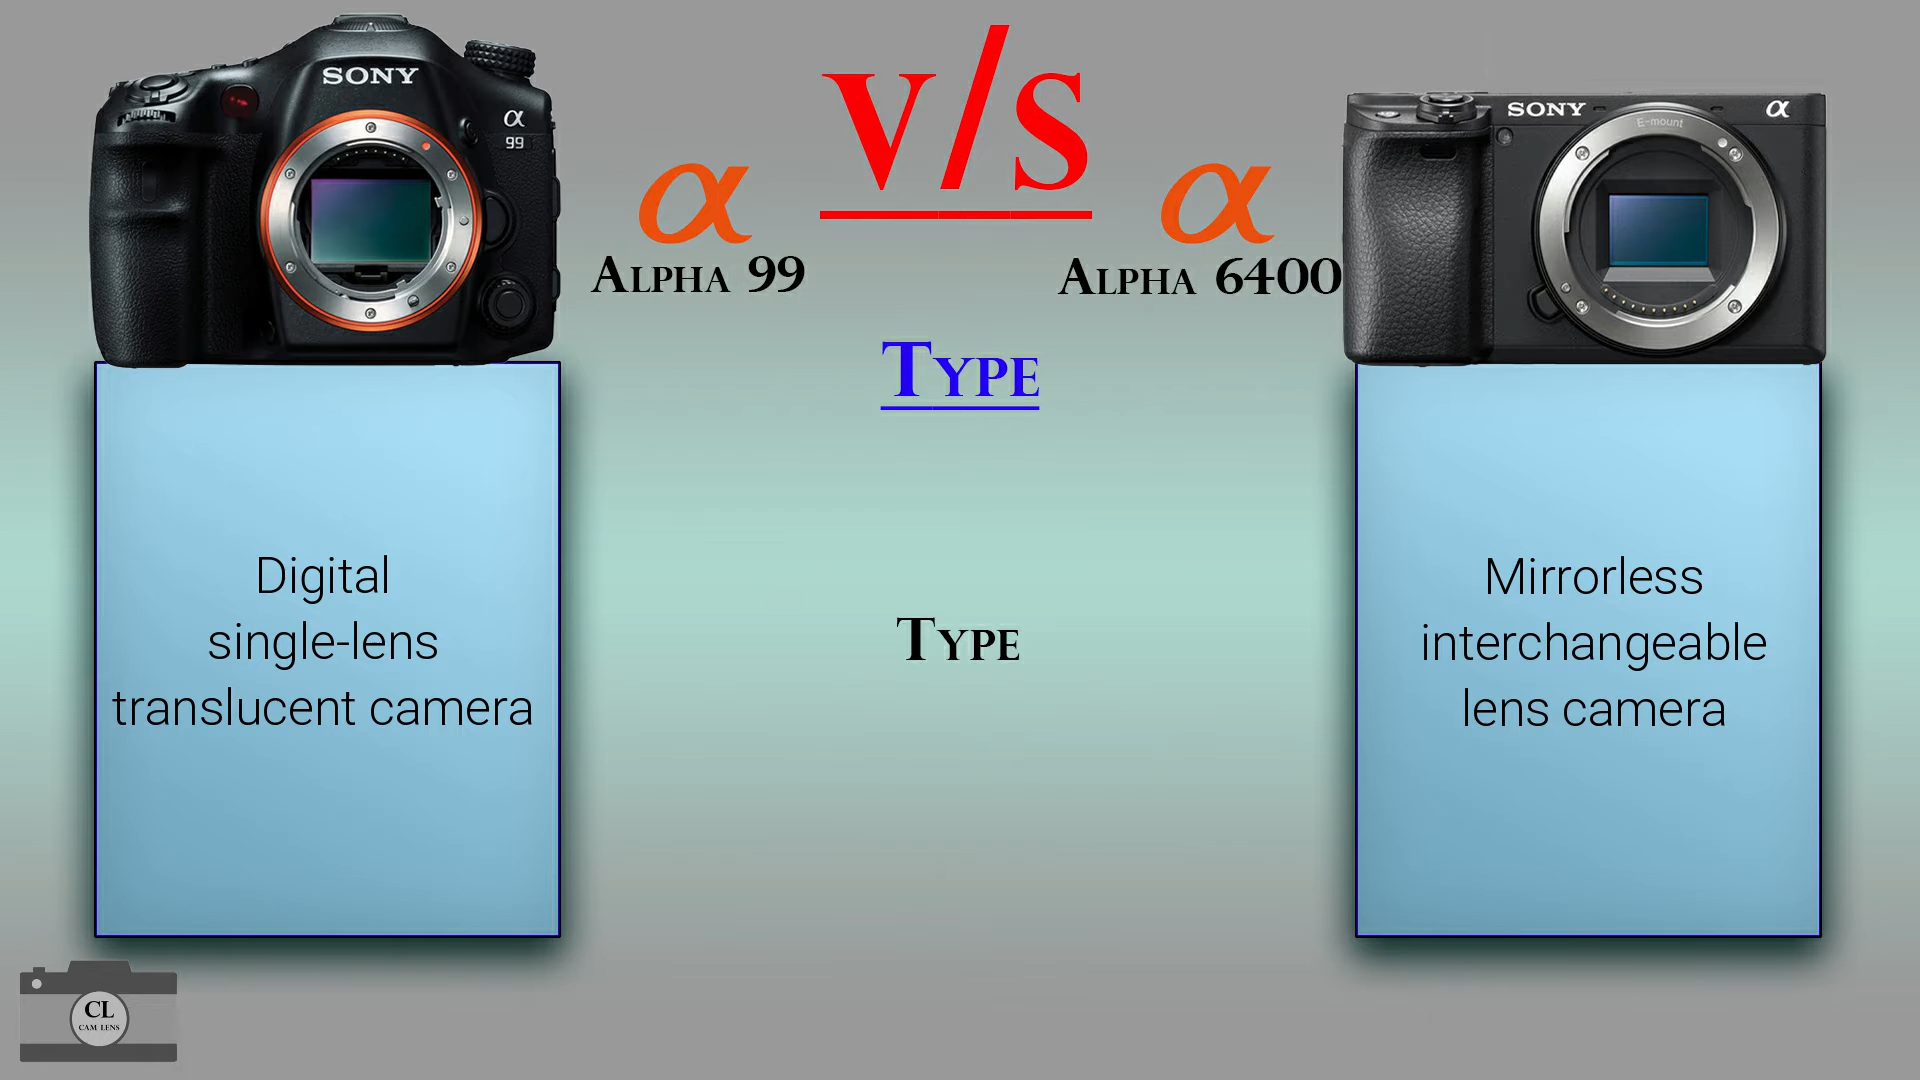 SONY
α
99
v/s
SONY
α
E-mount
α
α
Alpha 99
Alpha 6400
Type
Digital
single-lens
translucent camera
Type
Mirrorless
interchangeable
lens camera
CL
CAM LENS